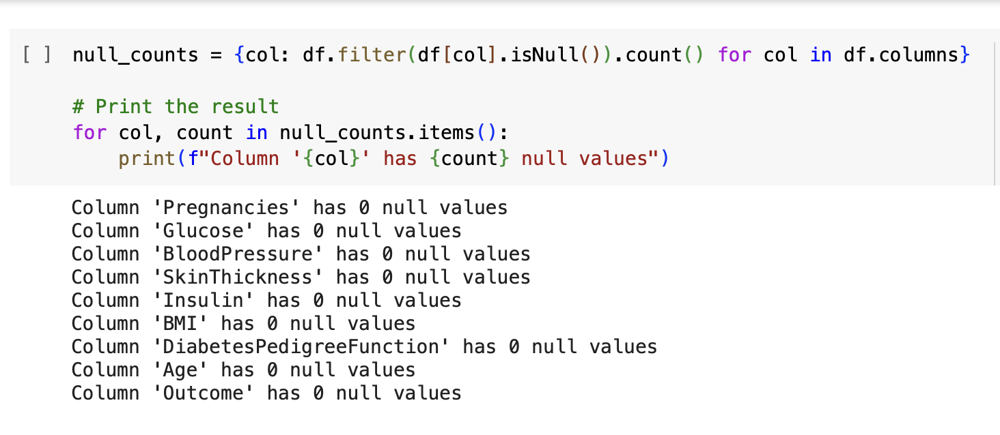 [ ] null_counts = {col: df.filter(df[col].isNull()).count() for col in df.columns}
# Print the result
for col, count in null_counts.items():
    print(f"Column '{col}' has {count} null values")
Column 'Pregnancies' has 0 null values
Column 'Glucose' has 0 null values
Column 'BloodPressure' has 0 null values
Column 'SkinThickness' has 0 null values
Column 'Insulin' has 0 null values
Column 'BMI' has 0 null values
Column 'DiabetesPedigreeFunction' has 0 null values
Column 'Age' has 0 null values
Column 'Outcome' has 0 null values